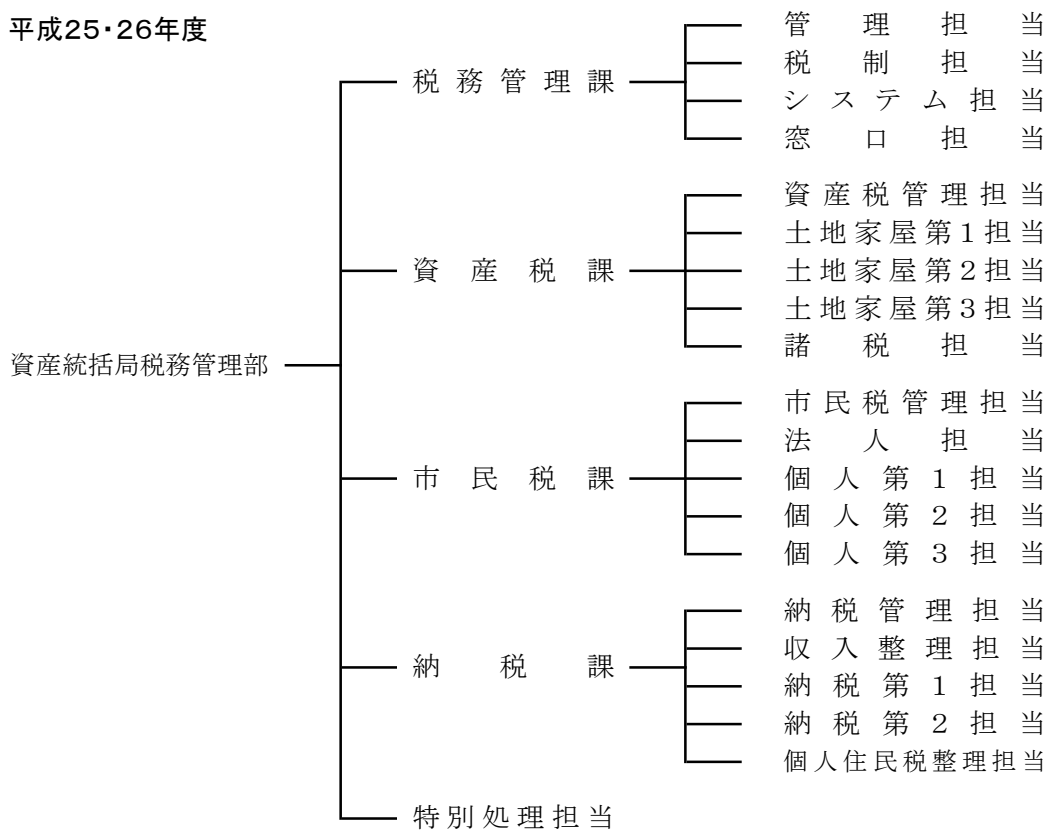 平成25・26年度
資産統括局税務管理部
税務管理課
管理担当
税制担当
システム担当
窓口担当
資産税課
資産税管理担当
土地家屋第1担当
土地家屋第2担当
土地家屋第3担当
諸税担当
市民税課
市民税管理担当
法人担当
個人第1担当
個人第2担当
個人第3担当
納税課
納税管理担当
収入整理担当
納税第1担当
納税第2担当
個人住民税整理担当
特別処理担当